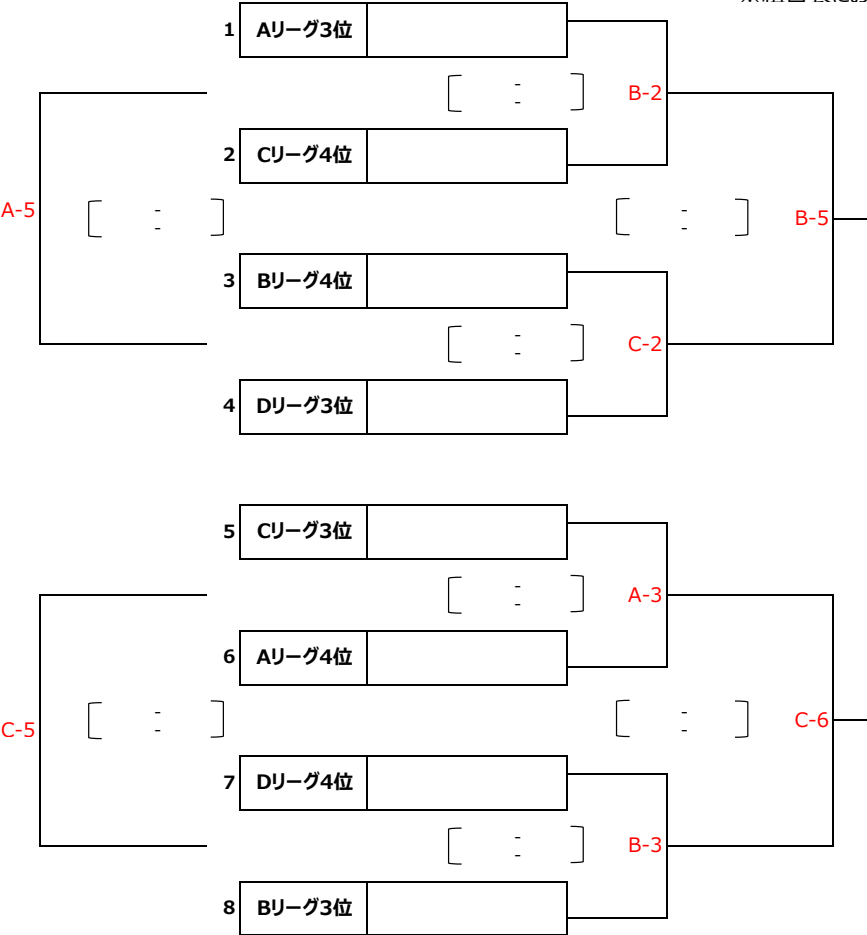 1 Aリーグ3位
- B-2
-
2 Cリーグ4位
A-5 - - B-5
- -
3 Bリーグ4位
- C-2
-
4 Dリーグ3位
5 Cリーグ3位
- A-3
-
6 Aリーグ4位
- - C-6
C-5 - -
7 Dリーグ4位
- B-3
-
8 Bリーグ3位